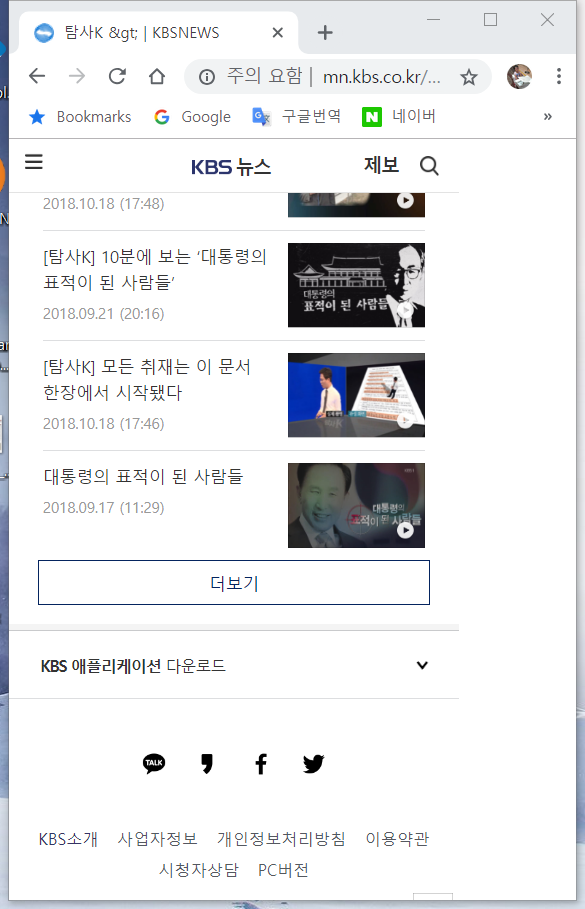 탐사K &gt; | KBSNEWS
주의 요함 | mn.kbs.co.kr/...
Bookmarks Google 구글번역 네이버 »
KBS 뉴스 제보
2018.10.18 (17:48)
[탐사K] 10분에 보는 ‘대통령의
표적이 된 사람들’
2018.09.21 (20:16)
대통령의
표적이 된 사람들
[탐사K] 모든 취재는 이 문서
한장에서 시작됐다
2018.10.18 (17:46)
대통령의 표적이 된 사람들
2018.09.17 (11:29)
대통령의
표적이 된 사람들
더보기
KBS 애플리케이션 다운로드
TALK
KBS소개 사업자정보 개인정보처리방침 이용약관
시청자상담 PC버전